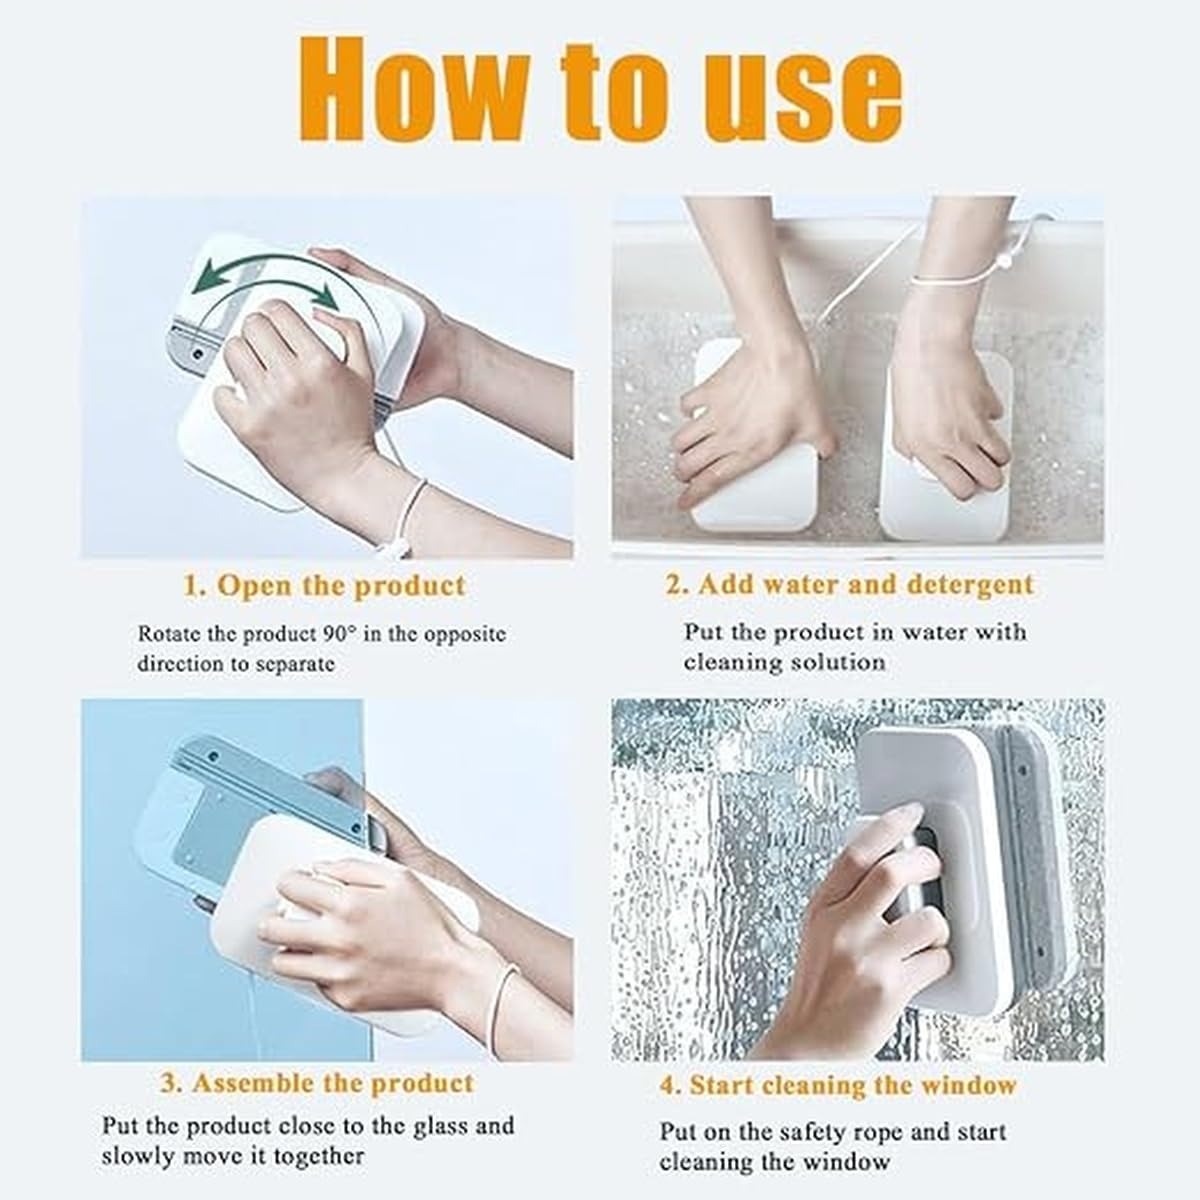 How to use
1. Open the product
Rotate the product 90° in the opposite
direction to separate
2. Add water and detergent
Put the product in water with
cleaning solution
3. Assemble the product
Put the product close to the glass and
slowly move it together
4. Start cleaning the window
Put on the safety rope and start
cleaning the window